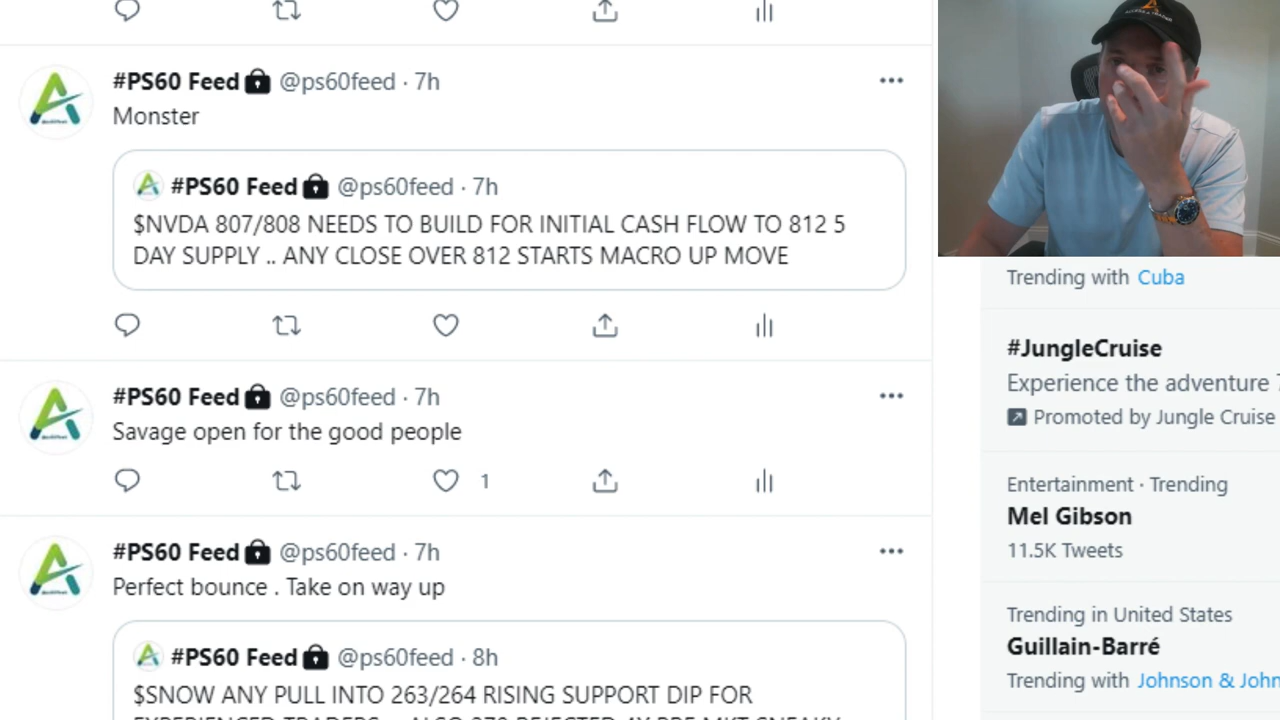 #PS60 Feed @ps60feed · 7h
Monster
#PS60 Feed @ps60feed · 7h
$NVDA 807/808 NEEDS TO BUILD FOR INITIAL CASH FLOW TO 812 5
DAY SUPPLY .. ANY CLOSE OVER 812 STARTS MACRO UP MOVE
#PS60 Feed @ps60feed · 7h
Savage open for the good people
1
#PS60 Feed @ps60feed · 7h
Perfect bounce . Take on way up
#PS60 Feed @ps60feed · 8h
$SNOW ANY PULL INTO 263/264 RISING SUPPORT DIP FOR
Trending with Cuba
#JungleCruise
Experience the adventure
Promoted by Jungle Cruise
Entertainment · Trending
Mel Gibson
11.5K Tweets
Trending in United States
Guillain-Barré
Trending with Johnson & John